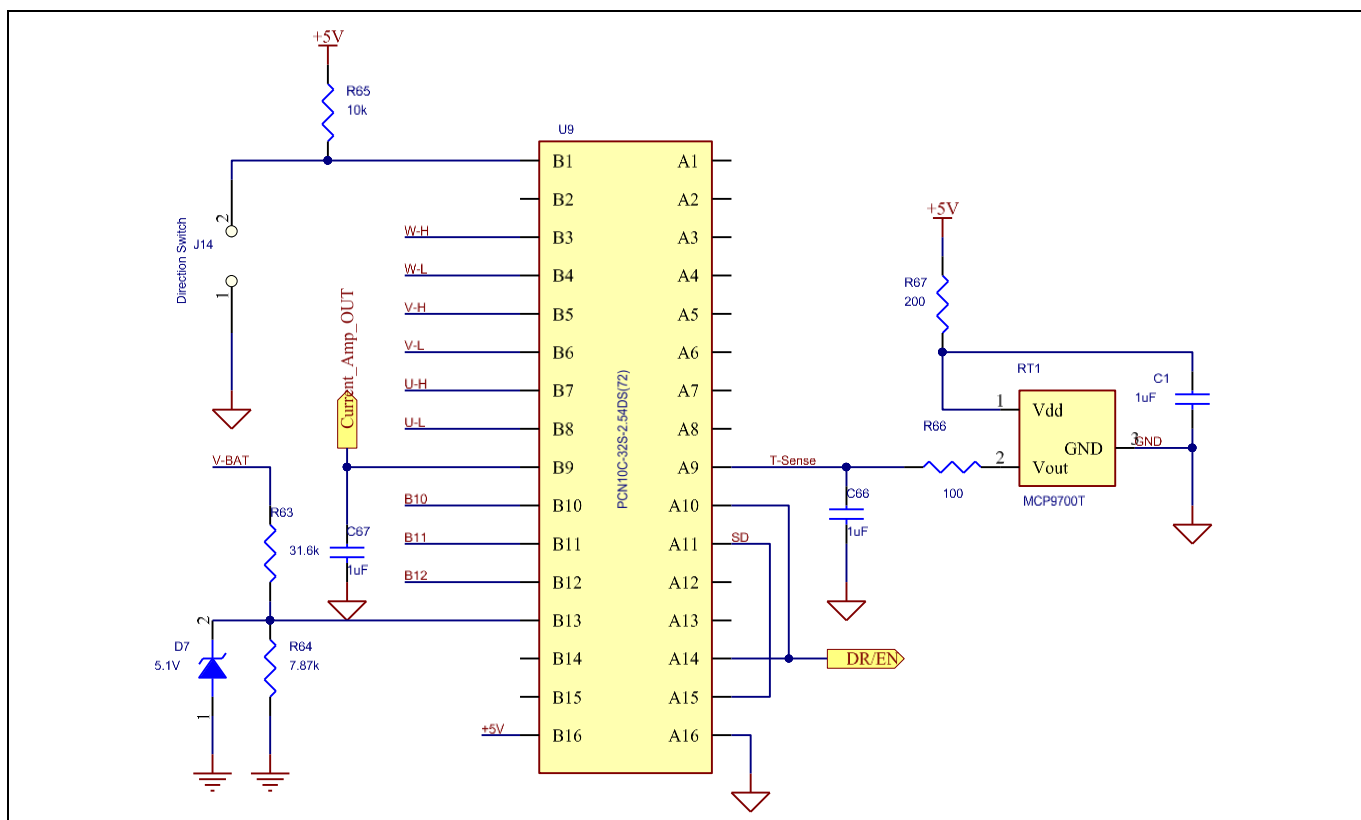 +5V
R65
10k
U9
B1
A1
B2
A2
2
J14
Direction Switch
1
W-H
B3
A3
W-L
B4
A4
V-H
B5
A5
V-L
B6
A6
U-H
B7
A7
U-L
B8
A8
Current_Amp_OUT
B9
A9
PCN10C-32S-2.54DS(72)
+5V
R67
200
RT1
C1
1uF
1
Vdd
R66
GND
3
GND
T-Sense
2
Vout
100
MCP9700T
C66
1uF
V-BAT
R63
31.6k
C67
1uF
B10
B10
A10
B11
B11
A11
SD
B12
B12
A12
B13
A13
2
D7
5.1V
1
R64
7.87k
B14
A14
DR/EN
B15
A15
+5V
B16
A16